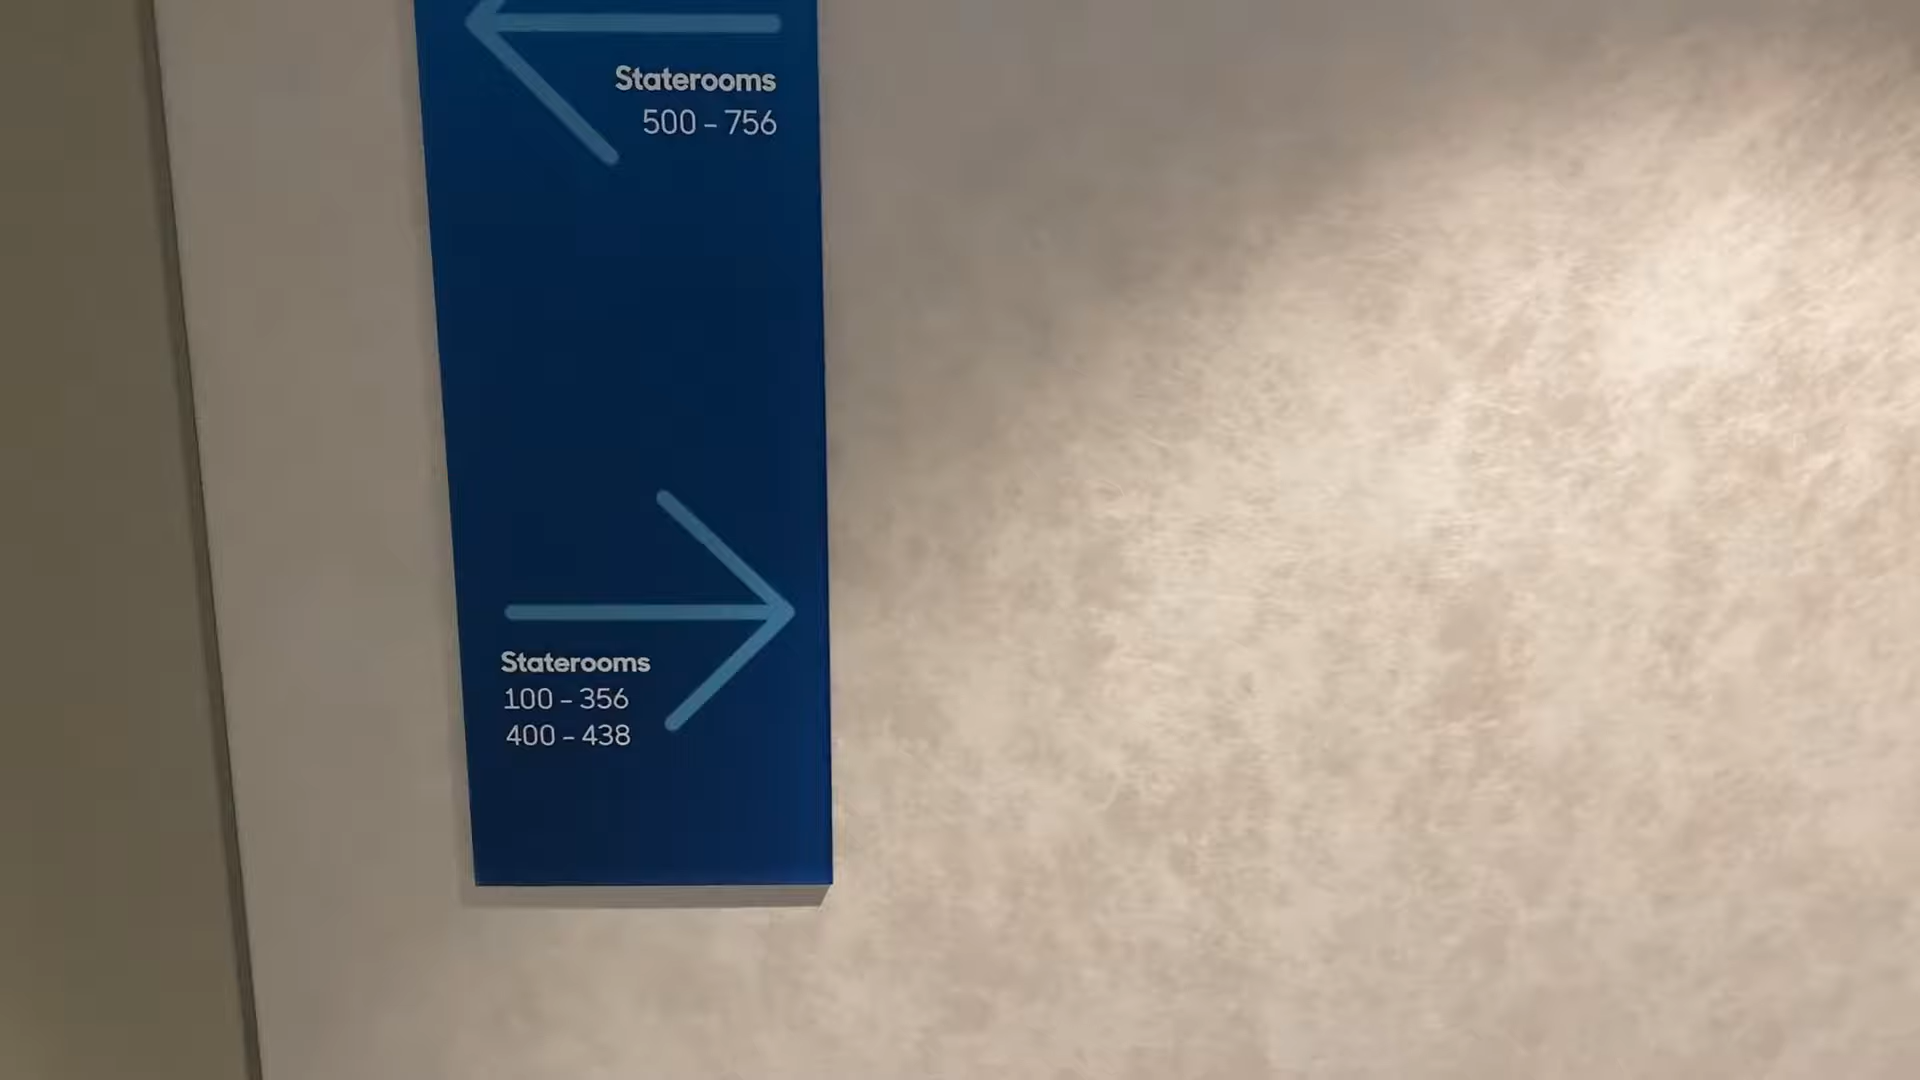 Staterooms
500 – 756
Staterooms
100 – 356
400 – 438